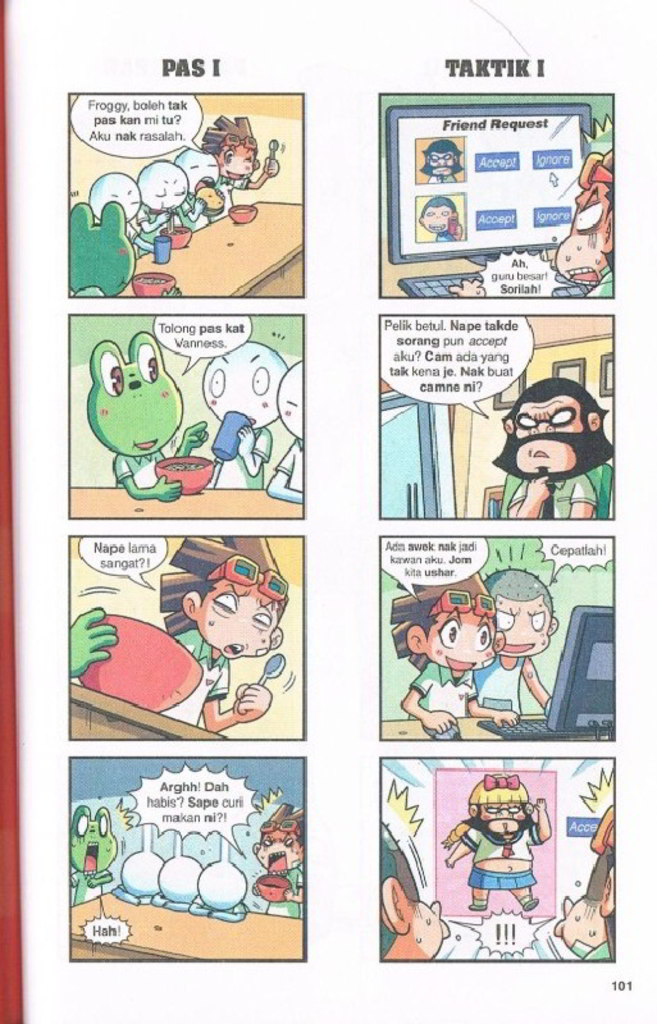 PAS I
Froggy, boleh tak
pas kan mi tu?
Aku nak rasalah.
Tolong pas kat
Wanness.
Nape lama
sangat?!
Arghh! Dah
habis? Sape curi
makan ni?!
Hah!
TAKTIK I
Friend Request
Accept Ignore
Accept Ignore
Ah,
guru besar!
Sorilah!
Pelik betul. Nape takde
sorang pun accept
aku? Cam ada yang
tak kena je. Nak buat
camne ni?
Ada awek nak jadi
kawan aku. Jom
kita ushar.
Cepatlah!
Acce
!!!
101